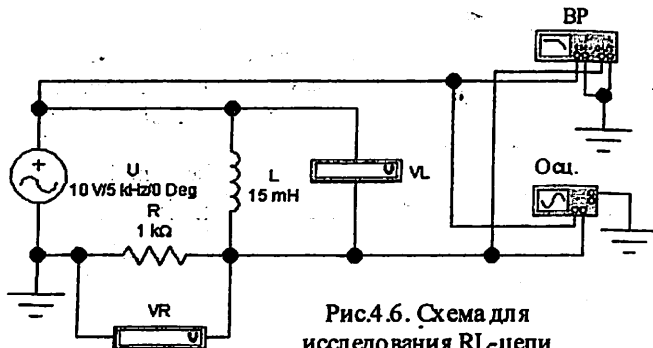 BP
U
10 V/5 kHz/0 Deg
R
1 kΩ
L
15 mH
V
VL
Осц.
VR
V
Рис.4.6. Схема для
исследования RL-цепи